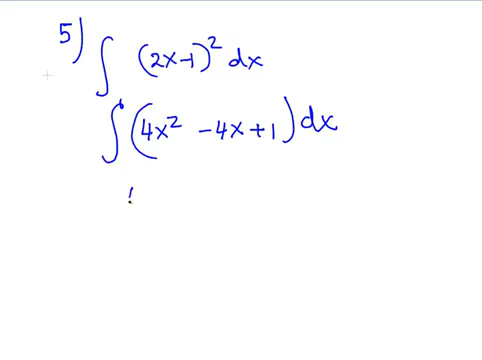 5) ∫ (2x-1)² dx
∫ (4x² - 4x + 1) dx